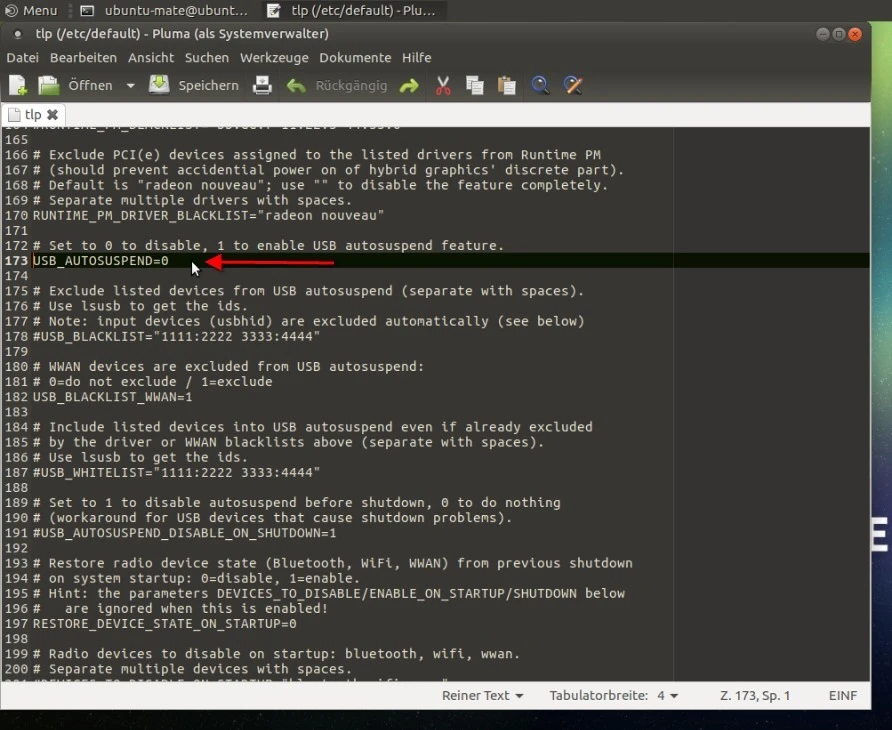 Menu ubuntu-mate@ubunt... tlp (/etc/default) - Plu...
tlp (/etc/default) - Pluma (als Systemverwalter)
Datei Bearbeiten Ansicht Suchen Werkzeuge Dokumente Hilfe
Öffnen Speichern Rückgängig
tlp
165
166 # Exclude PCI(e) devices assigned to the listed drivers from Runtime PM
167 # (should prevent accidential power on of hybrid graphics' discrete part).
168 # Default is "radeon nouveau"; use "" to disable the feature completely.
169 # Separate multiple drivers with spaces.
170 RUNTIME_PM_DRIVER_BLACKLIST="radeon nouveau"
171
172 # Set to 0 to disable, 1 to enable USB autosuspend feature.
173 USB_AUTOSUSPEND=0
174
175 # Exclude listed devices from USB autosuspend (separate with spaces).
176 # Use lsusb to get the ids.
177 # Note: input devices (usbhid) are excluded automatically (see below)
178 #USB_BLACKLIST="1111:2222 3333:4444"
179
180 # WWAN devices are excluded from USB autosuspend:
181 # 0=do not exclude / 1=exclude
182 USB_BLACKLIST_WWAN=1
183
184 # Include listed devices into USB autosuspend even if already excluded
185 # by the driver or WWAN blacklists above (separate with spaces).
186 # Use lsusb to get the ids.
187 #USB_WHITELIST="1111:2222 3333:4444"
188
189 # Set to 1 to disable autosuspend before shutdown, 0 to do nothing
190 # (workaround for USB devices that cause shutdown problems).
191 #USB_AUTOSUSPEND_DISABLE_ON_SHUTDOWN=1
192
193 # Restore radio device state (Bluetooth, WiFi, WWAN) from previous shutdown
194 # on system startup: 0=disable, 1=enable.
195 # Hint: the parameters DEVICES_TO_DISABLE/ENABLE_ON_STARTUP/SHUTDOWN below
196 #   are ignored when this is enabled!
197 RESTORE_DEVICE_STATE_ON_STARTUP=0
198
199 # Radio devices to disable on startup: bluetooth, wifi, wwan.
200 # Separate multiple devices with spaces.
Reiner Text Tabulatorbreite: 4 Z. 173, Sp. 1 EINF
E